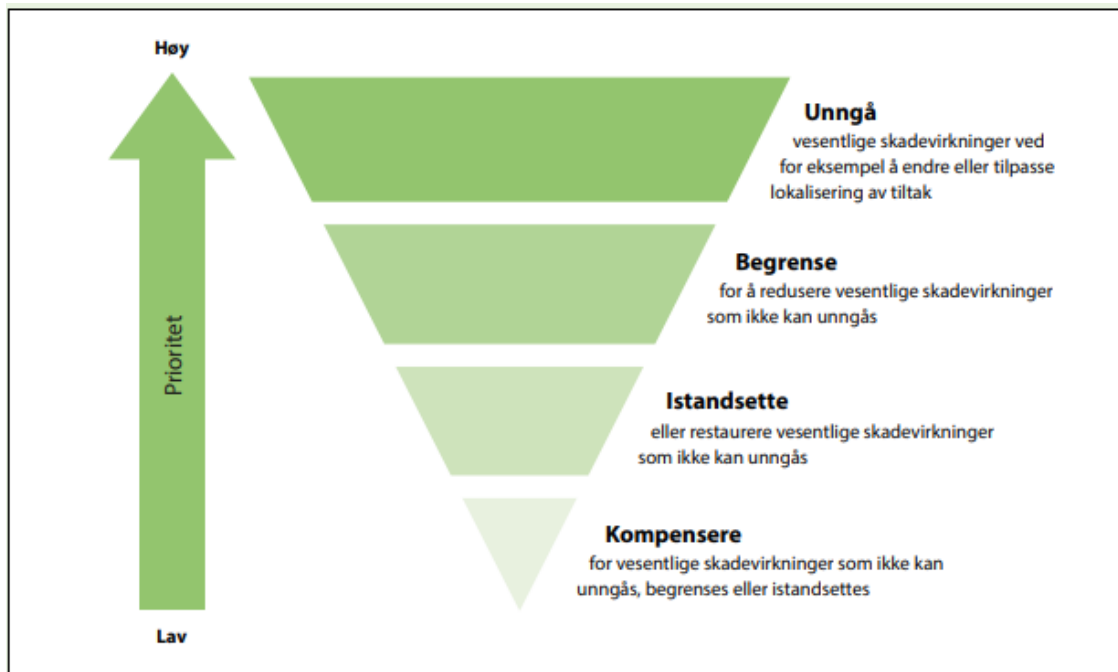 Høy
Unngå
vesentlige skadevirkninger ved
for eksempel å endre eller tilpasse
lokalisering av tiltak
Begrense
for å redusere vesentlige skadevirkninger
som ikke kan unngås
Prioritet
Istandsette
eller restaurere vesentlige skadevirkninger
som ikke kan unngås
Kompensere
for vesentlige skadevirkninger som ikke kan
unngås, begrenses eller istandsettes
Lav